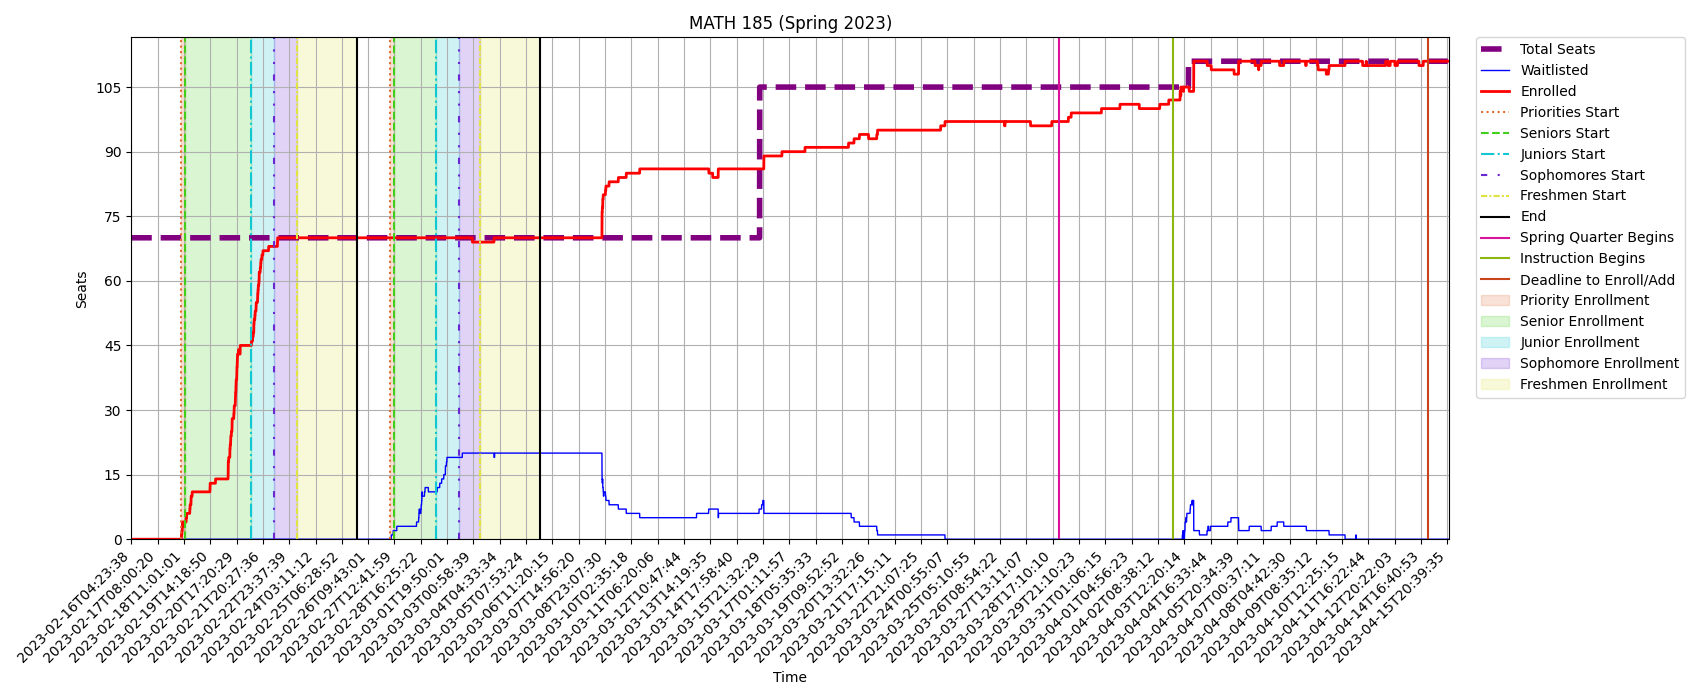 MATH 185 (Spring 2023)
Seats
105
90
75
60
45
30
15
0
2023-02-16T04:23:38
2023-02-17T08:00:20
2023-02-18T11:01:01
2023-02-19T14:18:50
2023-02-20T17:20:29
2023-02-21T20:27:36
2023-02-22T23:37:39
2023-02-24T03:11:12
2023-02-25T06:28:52
2023-02-26T09:43:01
2023-02-27T12:41:59
2023-02-28T16:25:22
2023-03-01T19:50:01
2023-03-03T00:58:39
2023-03-04T04:33:34
2023-03-05T07:53:24
2023-03-06T11:20:15
2023-03-07T14:56:20
2023-03-08T23:07:30
2023-03-10T02:35:18
2023-03-11T06:20:06
2023-03-12T10:47:44
2023-03-13T14:19:35
2023-03-14T17:58:40
2023-03-15T21:32:29
2023-03-17T01:11:57
2023-03-18T05:35:33
2023-03-19T09:52:52
2023-03-20T13:32:26
2023-03-21T17:15:11
2023-03-22T21:07:25
2023-03-24T00:55:07
2023-03-25T05:10:55
2023-03-26T08:54:22
2023-03-27T13:11:07
2023-03-28T17:10:10
2023-03-29T21:10:23
2023-03-31T01:06:15
2023-04-01T04:56:23
2023-04-02T08:38:12
2023-04-03T12:20:14
2023-04-04T16:33:44
2023-04-05T20:34:39
2023-04-07T00:37:11
2023-04-08T04:42:30
2023-04-09T08:35:12
2023-04-10T12:25:15
2023-04-11T16:22:44
2023-04-12T20:22:03
2023-04-14T16:40:53
2023-04-15T20:39:35
Time
Total Seats
Waitlisted
Enrolled
Priorities Start
Seniors Start
Juniors Start
Sophomores Start
Freshmen Start
End
Spring Quarter Begins
Instruction Begins
Deadline to Enroll/Add
Priority Enrollment
Senior Enrollment
Junior Enrollment
Sophomore Enrollment
Freshmen Enrollment